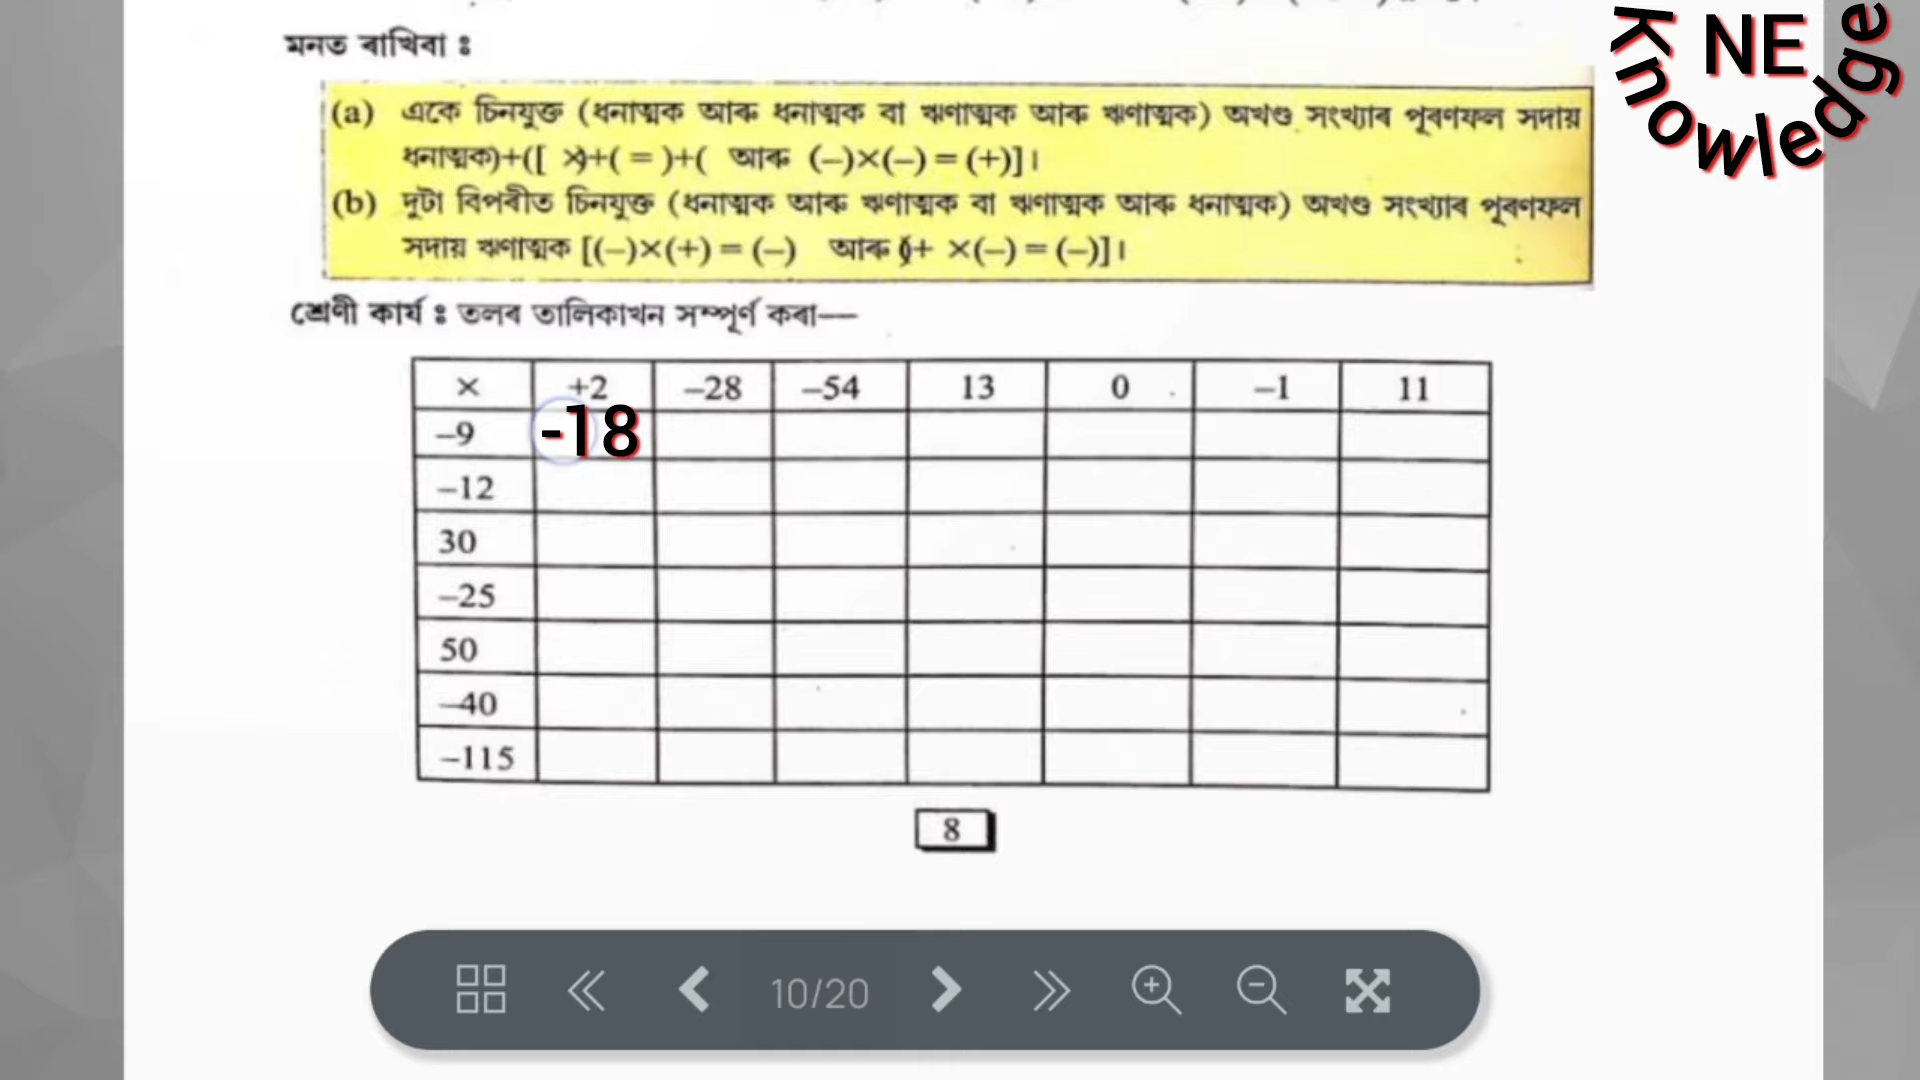 মনত ৰাখিবা ঃ
(a) একে চিনযুক্ত (ধনাত্মক আৰু ধনাত্মক বা ঋণাত্মক আৰু ঋণাত্মক) অখণ্ড সংখ্যাৰ পূৰণফল সদায়
ধনাত্মক)+([ ×)+( = )+( আৰু (–)×(–) = (+)]।
(b) দুটা বিপৰীত চিনযুক্ত (ধনাত্মক আৰু ঋণাত্মক বা ঋণাত্মক আৰু ধনাত্মক) অখণ্ড সংখ্যাৰ পূৰণফল
সদায় ঋণাত্মক [(–)×(+) = (–) আৰু (+ ×(–) = (–)]।
শ্ৰেণী কাৰ্য ঃ তলৰ তালিকাখন সম্পূৰ্ণ কৰা—
× +2 –28 –54 13 0 –1 11
–9 -18
–12
30
–25
50
–40
–115
8
10/20
NE
Knowledge